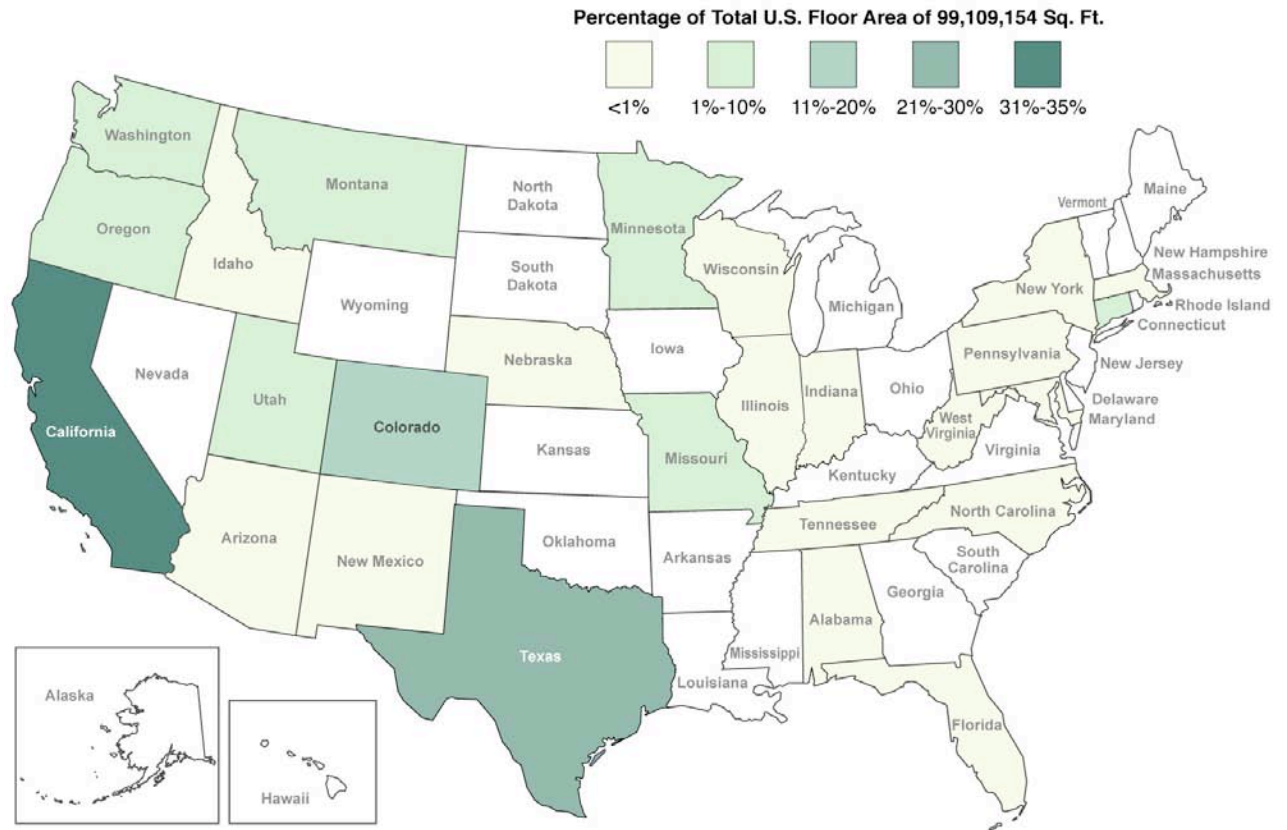 Percentage of Total U.S. Floor Area of 99,109,154 Sq. Ft.
<1% 1%-10% 11%-20% 21%-30% 31%-35%
Washington
Montana
North
Dakota
Minnesota
Maine
Vermont
Oregon
Idaho
South
Dakota
Wisconsin
New Hampshire
Massachusetts
New York
Rhode Island
Connecticut
Wyoming
Michigan
Iowa
Pennsylvania
New Jersey
Nevada
Nebraska
Utah
Illinois
Indiana
Ohio
Delaware
Maryland
California
Colorado
Kansas
Missouri
West
Virginia
Virginia
Kentucky
Arizona
New Mexico
Oklahoma
Arkansas
Tennessee
North Carolina
South
Carolina
Georgia
Alabama
Mississippi
Texas
Louisiana
Florida
Alaska
Hawaii